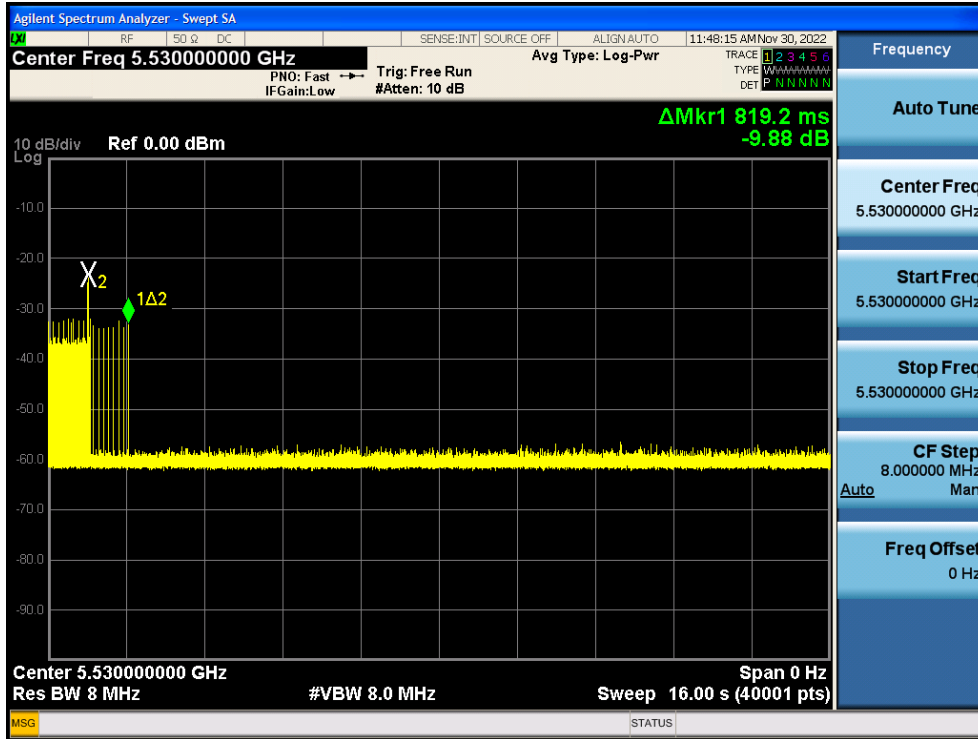 Agilent Spectrum Analyzer - Swept SA
LXI RF 50 Ω DC SENSE:INT SOURCE OFF ALIGN AUTO 11:48:15 AM Nov 30, 2022
Center Freq 5.530000000 GHz
PNO: Fast
IFGain:Low
Trig: Free Run
#Atten: 10 dB
Avg Type: Log-Pwr
TRACE 1 2 3 4 5 6
TYPE
DET P N N N N N
ΔMkr1 819.2 ms
-9.88 dB
10 dB/div
Log
Ref 0.00 dBm
-10.0
-20.0
2
1Δ2
-30.0
-40.0
-50.0
-60.0
-70.0
-80.0
-90.0
Center 5.530000000 GHz
Span 0 Hz
Res BW 8 MHz
#VBW 8.0 MHz
Sweep 16.00 s (40001 pts)
MSG
STATUS
Frequency
Auto Tune
Center Freq
5.530000000 GHz
Start Freq
5.530000000 GHz
Stop Freq
5.530000000 GHz
CF Step
8.000000 MHz
Auto Man
Freq Offset
0 Hz